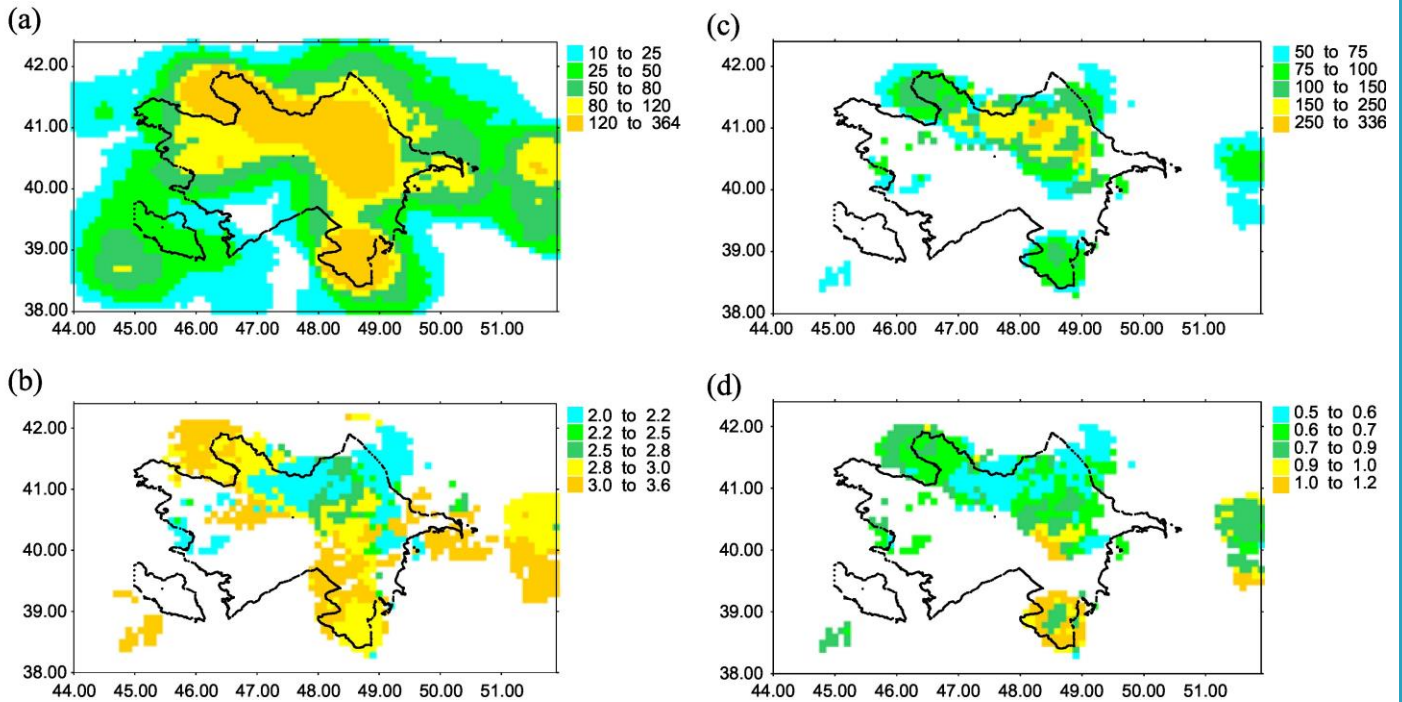 (a)
42.00
41.00
40.00
39.00
38.00
44.00 45.00 46.00 47.00 48.00 49.00 50.00 51.00
10 to 25
25 to 50
50 to 80
80 to 120
120 to 364
(c)
42.00
41.00
40.00
39.00
38.00
44.00 45.00 46.00 47.00 48.00 49.00 50.00 51.00
50 to 75
75 to 100
100 to 150
150 to 250
250 to 336
(b)
42.00
41.00
40.00
39.00
38.00
44.00 45.00 46.00 47.00 48.00 49.00 50.00 51.00
2.0 to 2.2
2.2 to 2.5
2.5 to 2.8
2.8 to 3.0
3.0 to 3.6
(d)
42.00
41.00
40.00
39.00
38.00
44.00 45.00 46.00 47.00 48.00 49.00 50.00 51.00
0.5 to 0.6
0.6 to 0.7
0.7 to 0.9
0.9 to 1.0
1.0 to 1.2